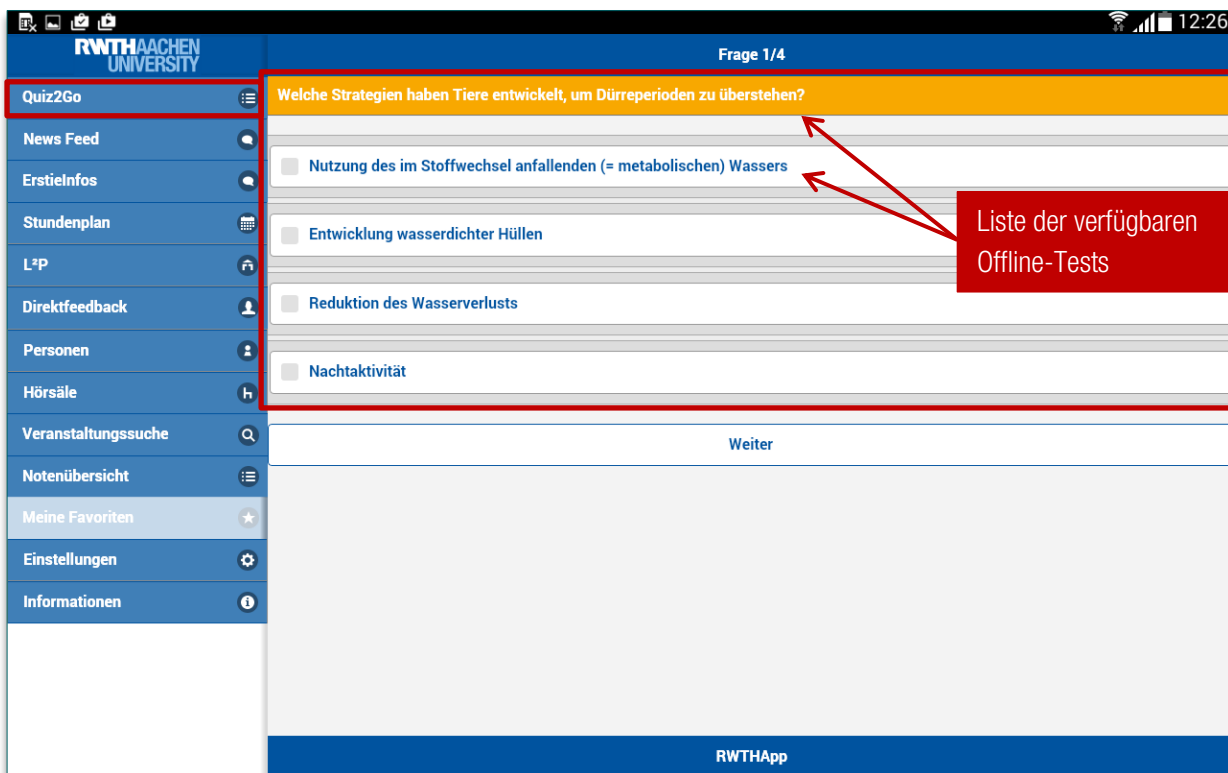 12:26
RWTHAACHEN
UNIVERSITY
Frage 1/4
Quiz2Go
News Feed
ErstieInfos
Stundenplan
L²P
Direktfeedback
Personen
Hörsäle
Veranstaltungssuche
Notenübersicht
Meine Favoriten
Einstellungen
Informationen
Welche Strategien haben Tiere entwickelt, um Dürreperioden zu überstehen?
Nutzung des im Stoffwechsel anfallenden (= metabolischen) Wassers
Entwicklung wasserdichter Hüllen
Reduktion des Wasserverlusts
Nachtaktivität
Liste der verfügbaren
Offline-Tests
Weiter
RWTHApp